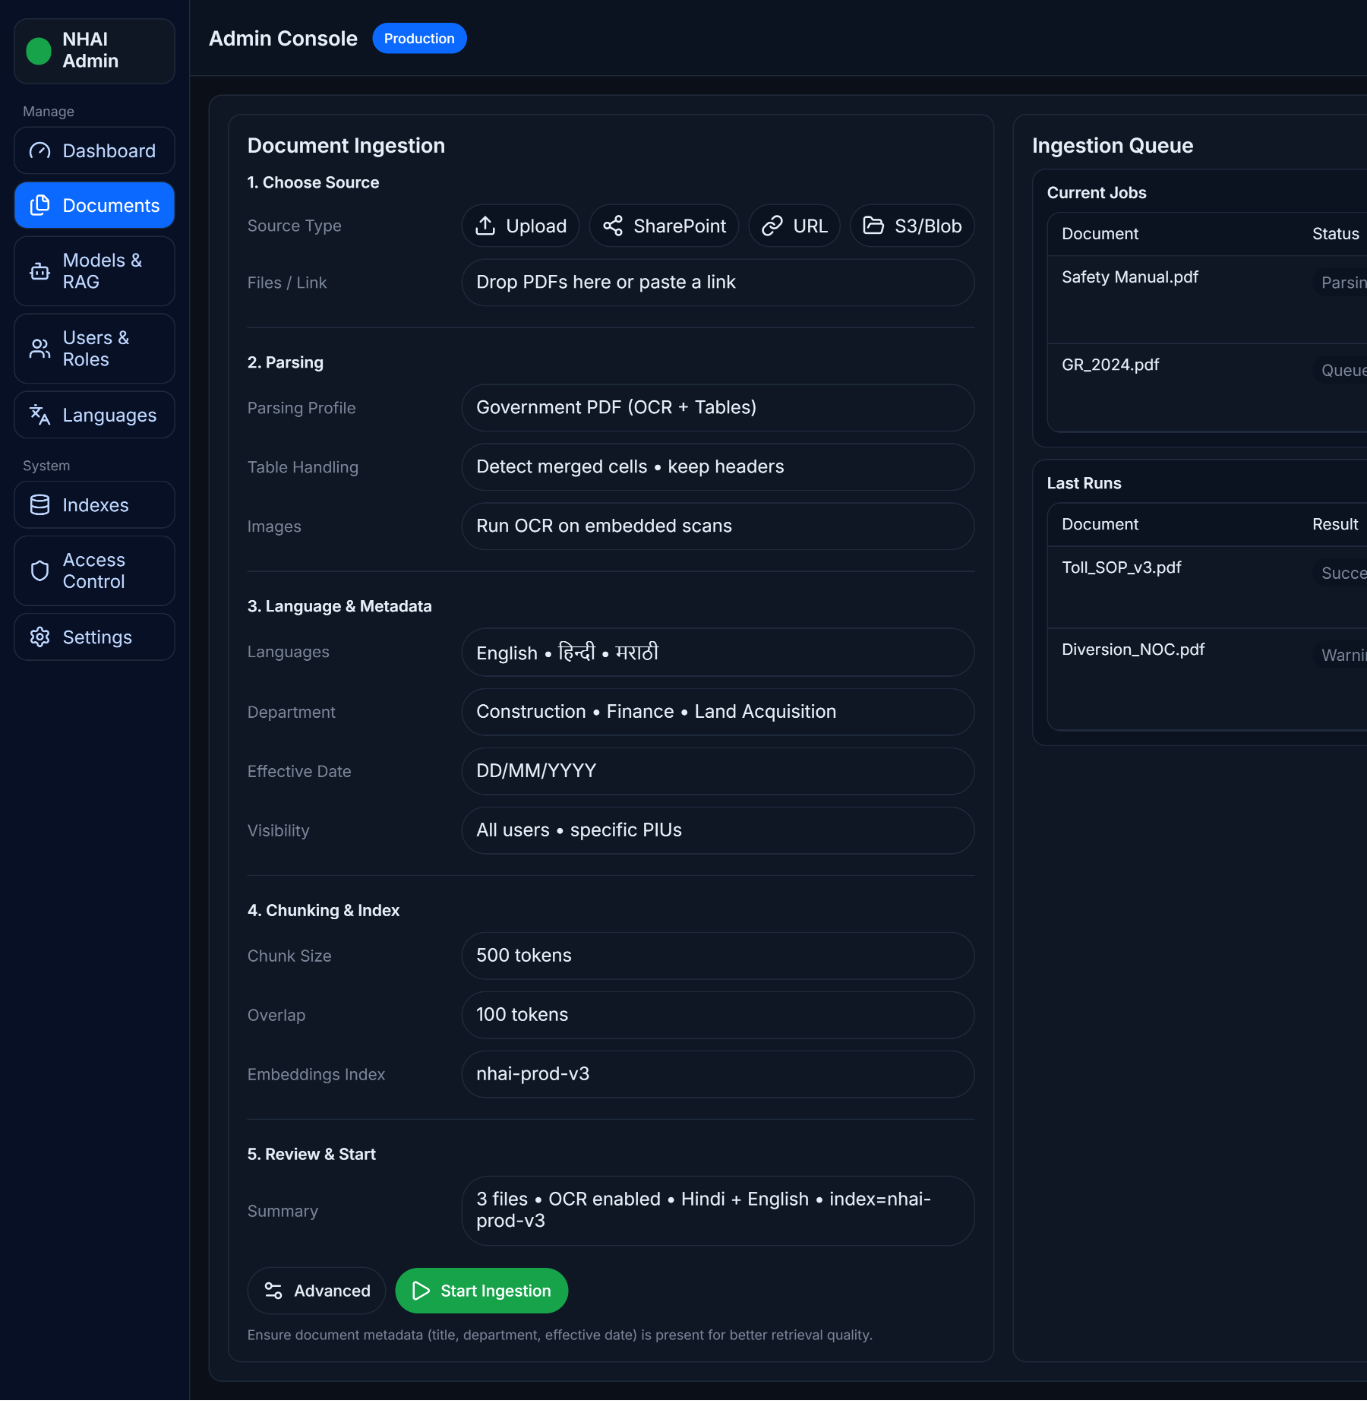 NHAI
Admin
Manage
Dashboard
Documents
Models &
RAG
Users &
Roles
Languages
System
Indexes
Access
Control
Settings
Admin Console
Production
Document Ingestion
1. Choose Source
Source Type
Upload
SharePoint
URL
S3/Blob
Files / Link
Drop PDFs here or paste a link
2. Parsing
Parsing Profile
Government PDF (OCR + Tables)
Table Handling
Detect merged cells • keep headers
Images
Run OCR on embedded scans
3. Language & Metadata
Languages
English • हिन्दी • मराठी
Department
Construction • Finance • Land Acquisition
Effective Date
DD/MM/YYYY
Visibility
All users • specific PIUs
4. Chunking & Index
Chunk Size
500 tokens
Overlap
100 tokens
Embeddings Index
nhai-prod-v3
5. Review & Start
Summary
3 files • OCR enabled • Hindi + English • index=nhai-
prod-v3
Advanced
Start Ingestion
Ensure document metadata (title, department, effective date) is present for better retrieval quality.
Ingestion Queue
Current Jobs
Document Status
Safety Manual.pdf Parsin
GR_2024.pdf Queue
Last Runs
Document Result
Toll_SOP_v3.pdf Succe
Diversion_NOC.pdf Warnin